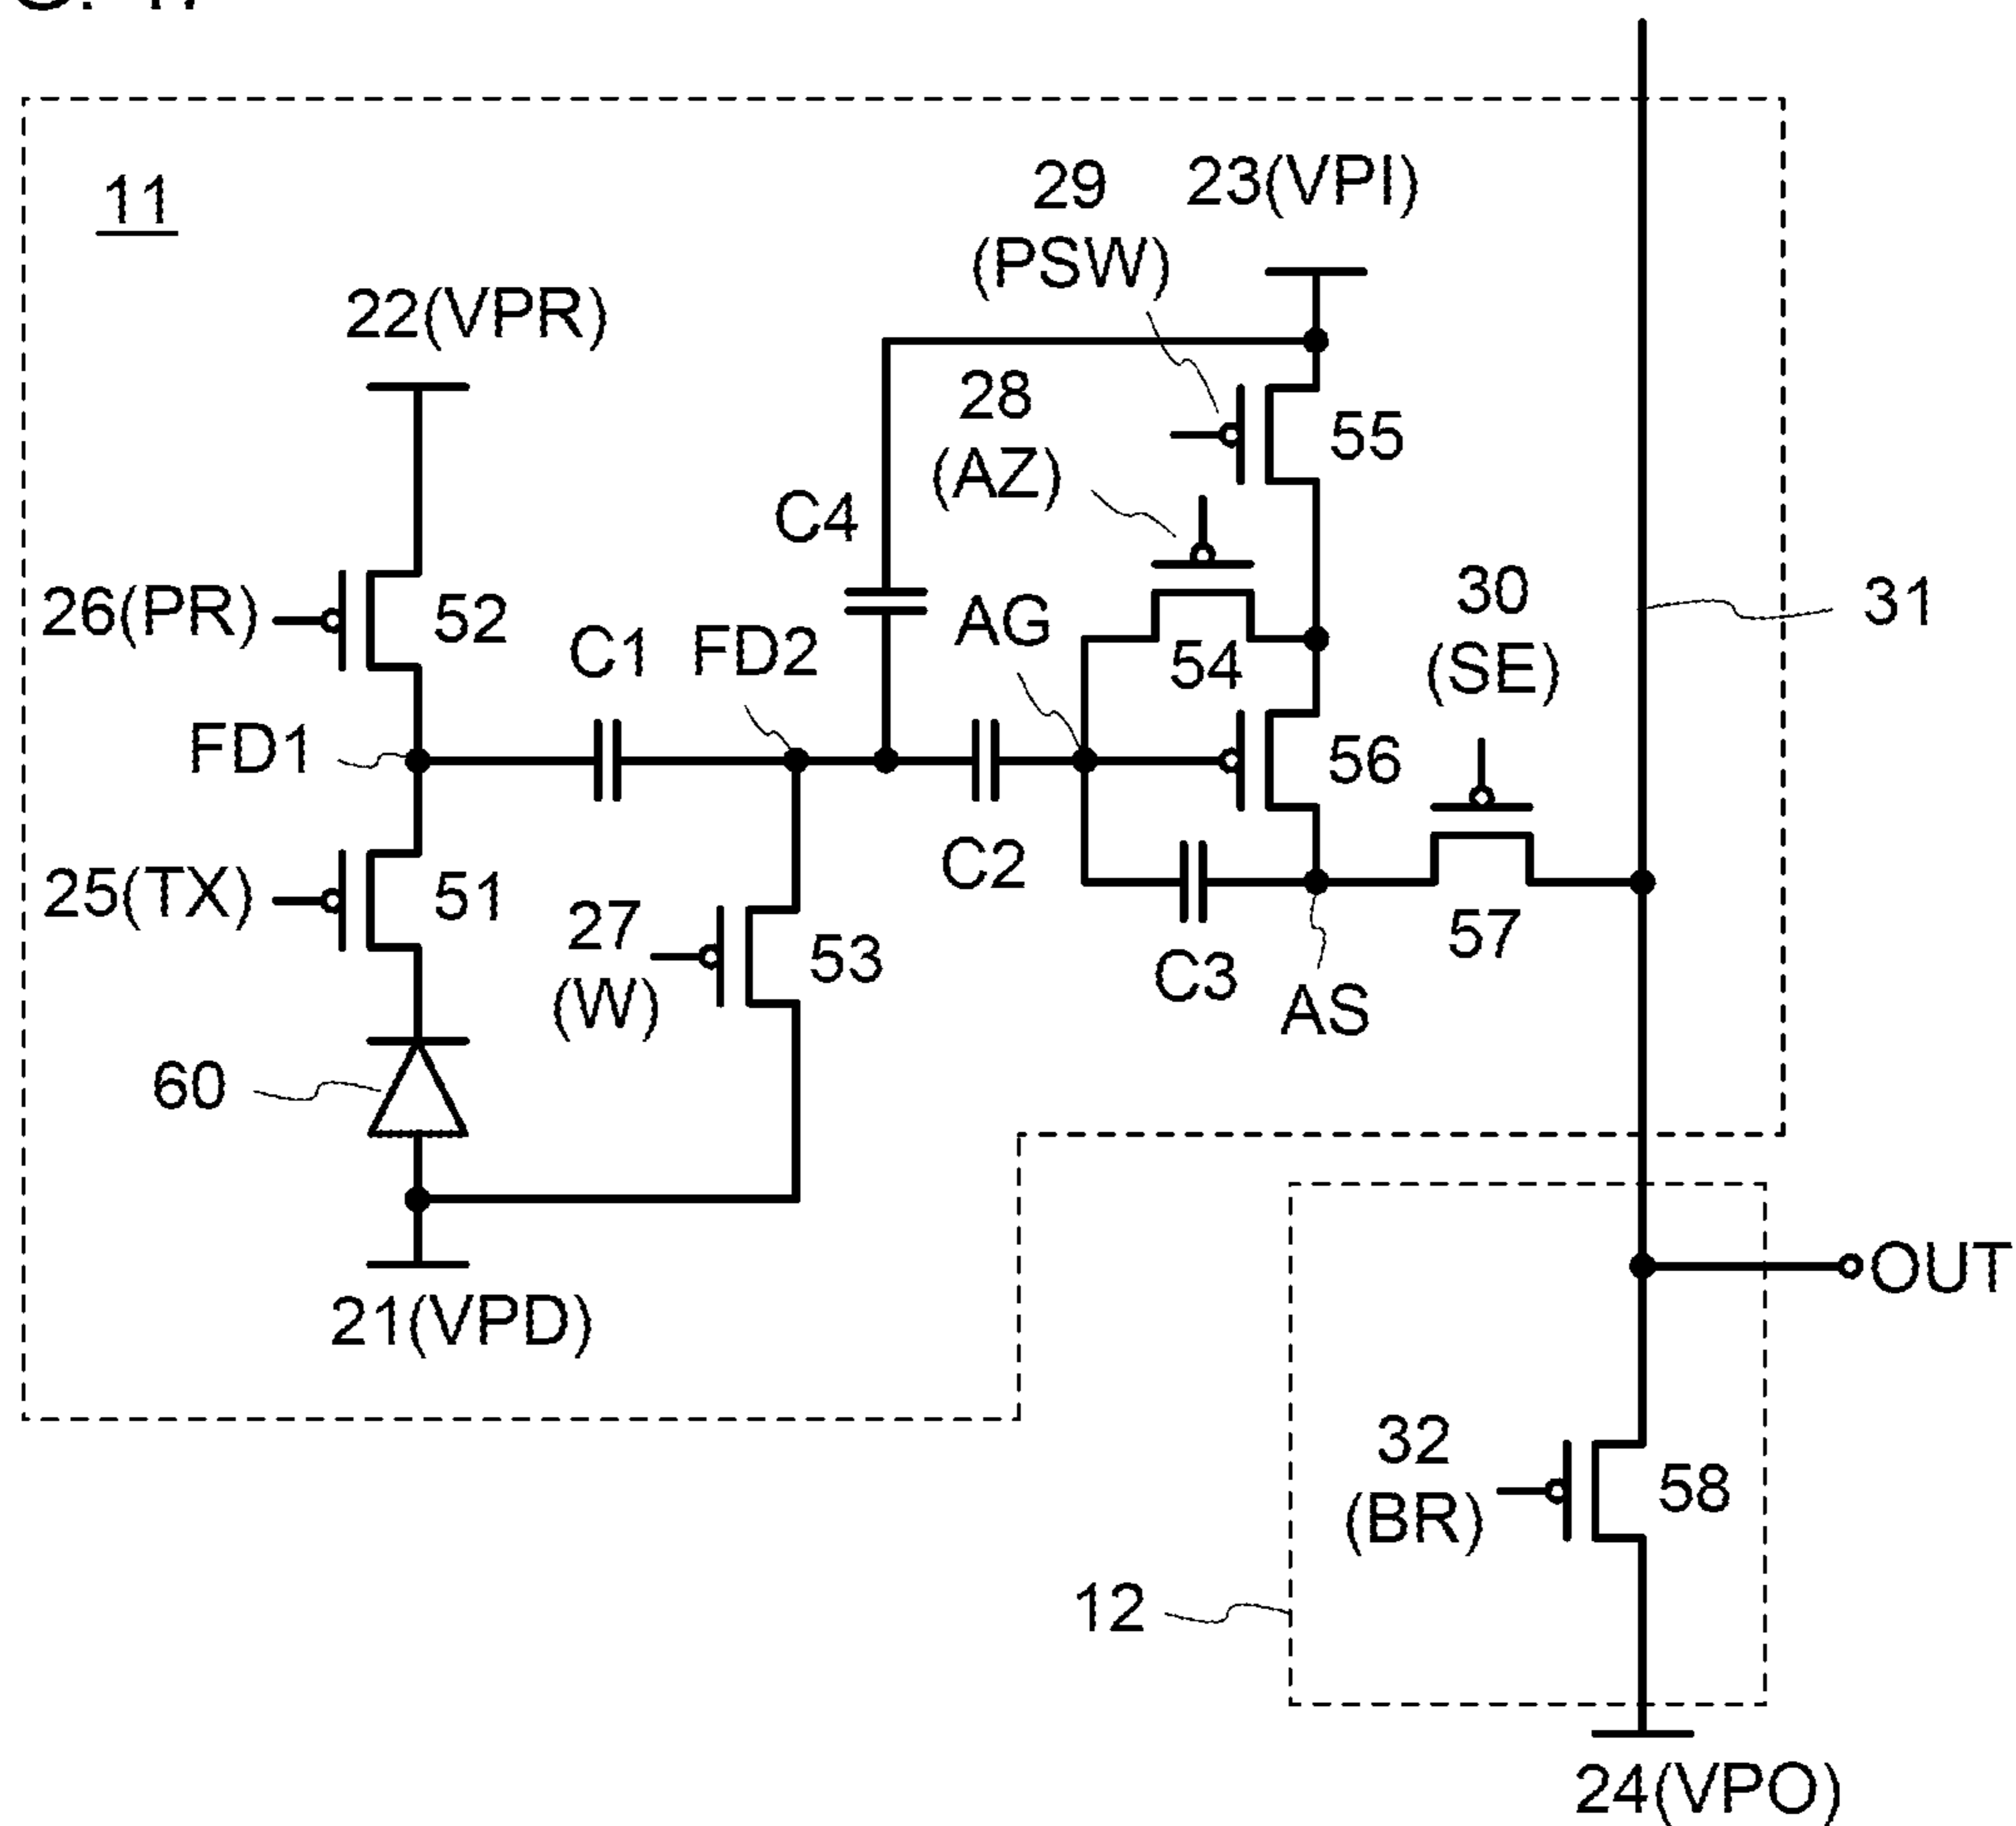 11
22(VPR)
29
(PSW)
23(VPI)
28
(AZ)
55
C4
26(PR)
52
C1
FD2
AG
54
30
(SE)
31
FD1
56
25(TX)
51
27
(W)
53
C2
C3
AS
57
60
21(VPD)
OUT
32
(BR)
58
12
24(VPO)